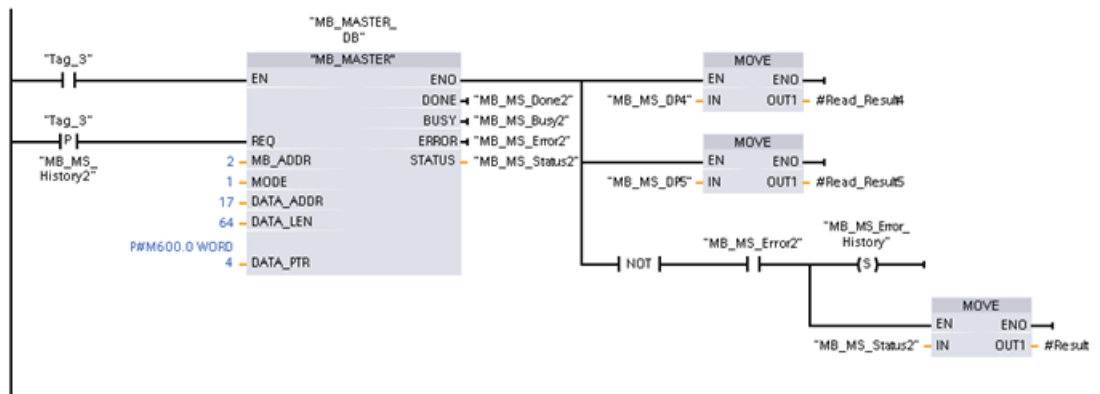 "MB_MASTER_
DB"
"Tag_3"
"MB_MASTER"
EN
ENO
DONE
"MB_MS_Done2"
BUSY
"MB_MS_Busy2"
"Tag_3"
P
"MB_MS_
History2"
REQ
ERROR
"MB_MS_Error2"
2
MB_ADDR
STATUS
"MB_MS_Status2"
1
MODE
17
DATA_ADDR
64
DATA_LEN
P#M600.0 WORD
4
DATA_PTR
MOVE
EN
ENO
"MB_MS_DP4"
IN
OUT1
#Read_Result4
MOVE
EN
ENO
"MB_MS_DP5"
IN
OUT1
#Read_Result5
NOT
"MB_MS_Error2"
"MB_MS_Error_
History"
S
MOVE
EN
ENO
"MB_MS_Status2"
IN
OUT1
#Result